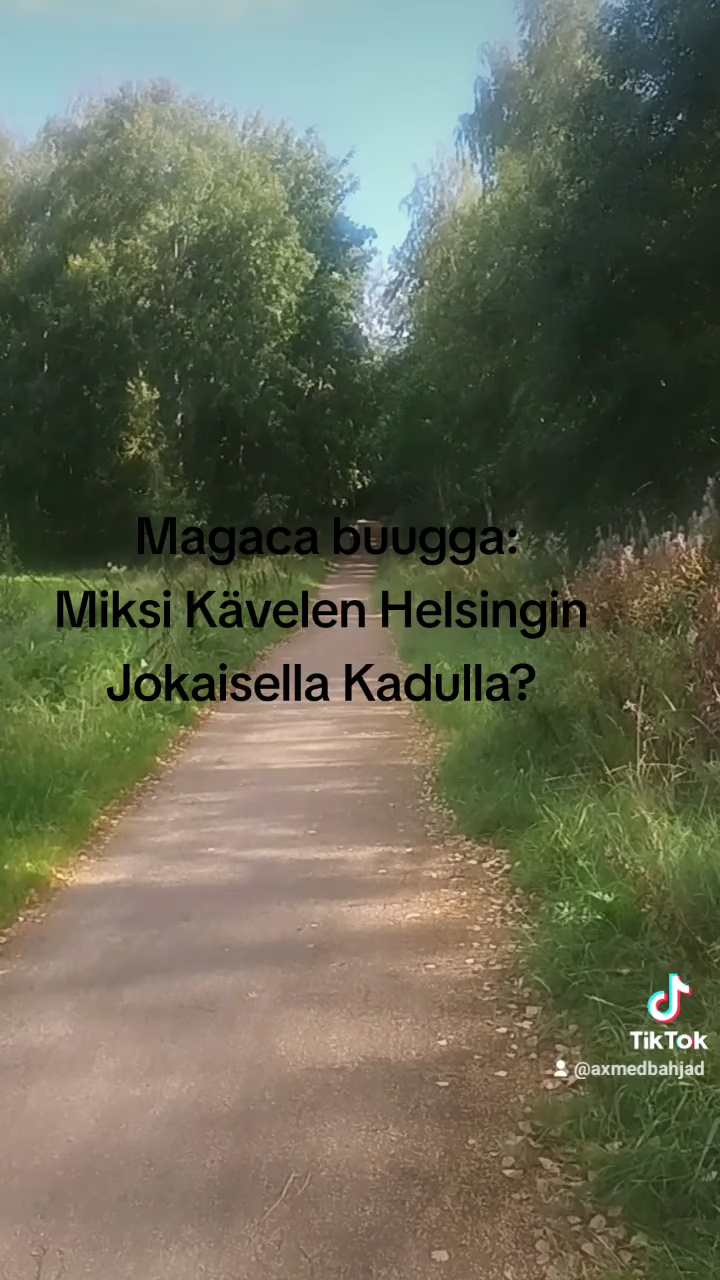 Magaca buugga:
Miksi Kävelen Helsingin
Jokaisella Kadulla?
TikTok
@axmedbahjad